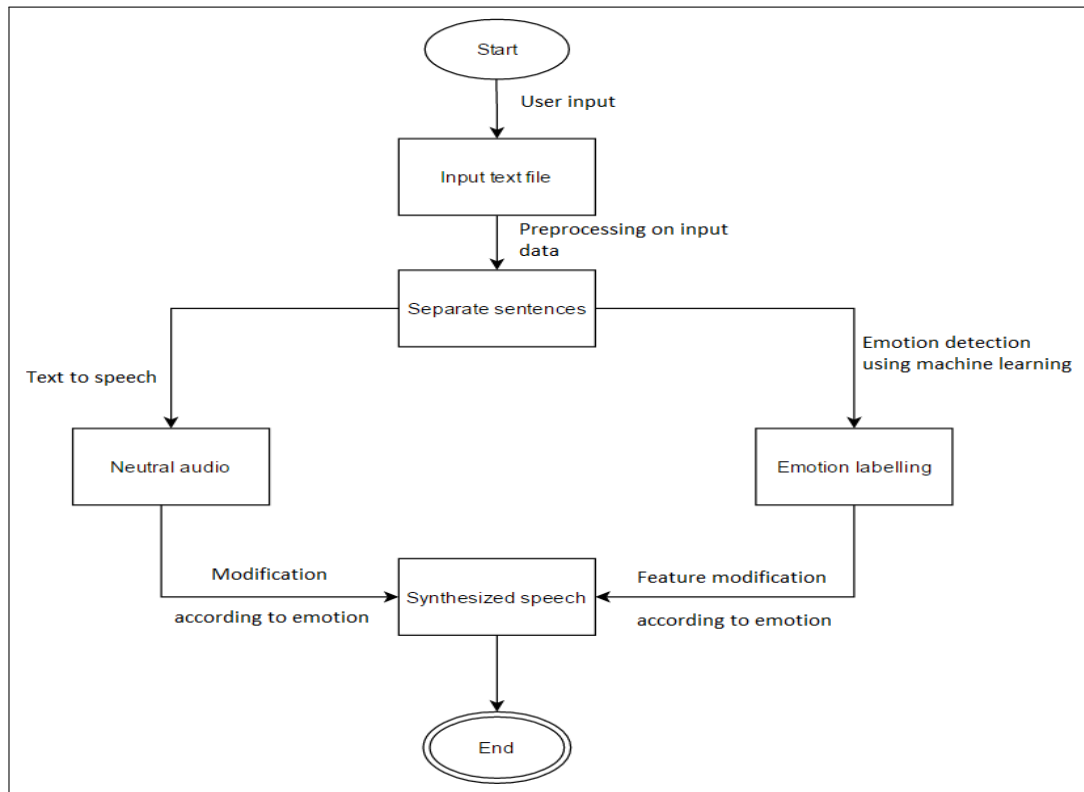 Start
User input
Input text file
Preprocessing on input
data
Separate sentences
Emotion detection
using machine learning
Text to speech
Neutral audio
Emotion labelling
Modification
according to emotion
Synthesized speech
Feature modification
according to emotion
End